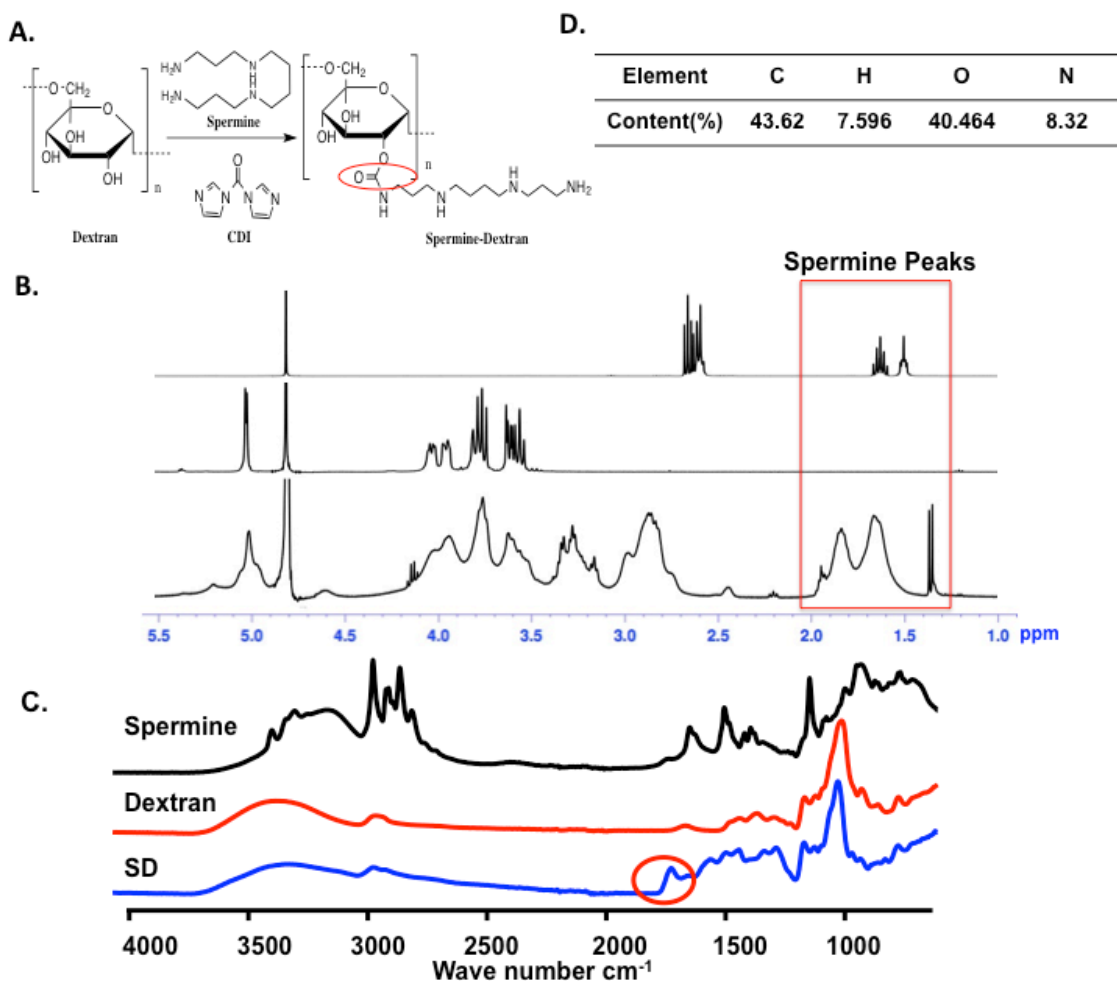 A.
O
CH2
O
OH
OH
OH
n
Dextran
H2N
N
H
H2N
N
H
Spermine
O
N
N
N
N
CDI
O
CH2
O
OH
HO
O
n
O
N
H
N
H
H
N
NH2
Spermine-Dextran
D.
Element C H O N
Content(%) 43.62 7.596 40.464 8.32
Spermine Peaks
B.
5.5 5.0 4.5 4.0 3.5 3.0 2.5 2.0 1.5 1.0 ppm
C.
Spermine
Dextran
SD
4000 3000 2500 2000 1500 1000
Wave number cm-1